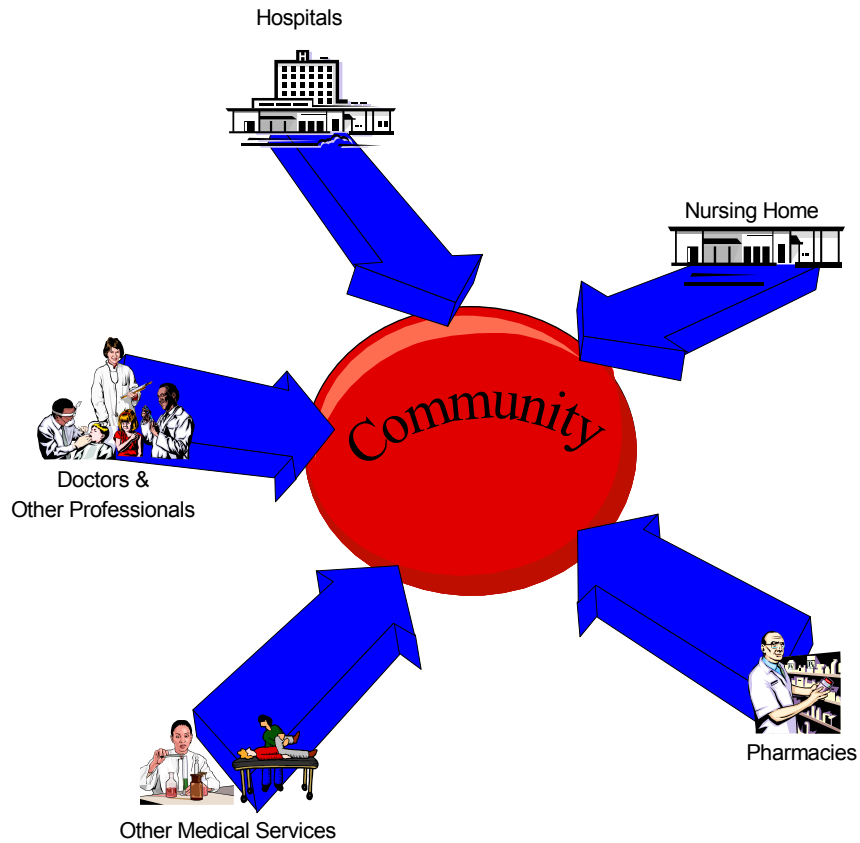 Hospitals
Nursing Home
Community
Doctors &
Other Professionals
Pharmacies
Other Medical Services